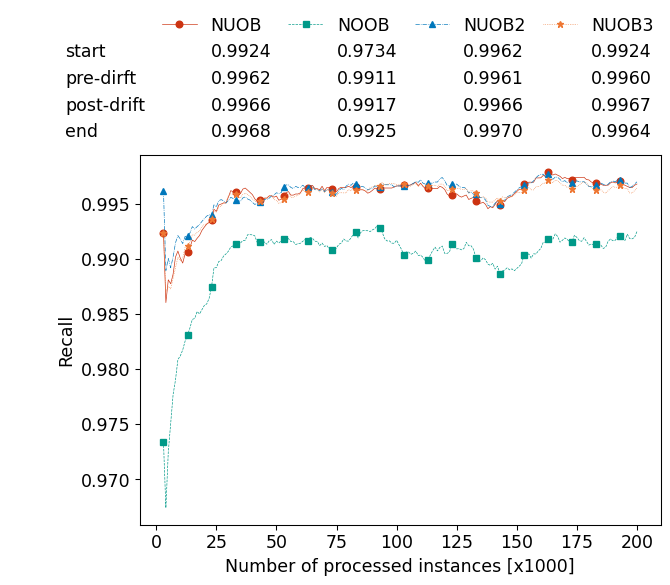 NUOB NOOB NUOB2 NUOB3
start 0.9924 0.9734 0.9962 0.9924
pre-dirft 0.9962 0.9911 0.9961 0.9960
post-drift 0.9966 0.9917 0.9966 0.9967
end 0.9968 0.9925 0.9970 0.9964
0.995
0.990
0.985
0.980
0.975
0.970
Recall
0 25 50 75 100 125 150 175 200
Number of processed instances [x1000]